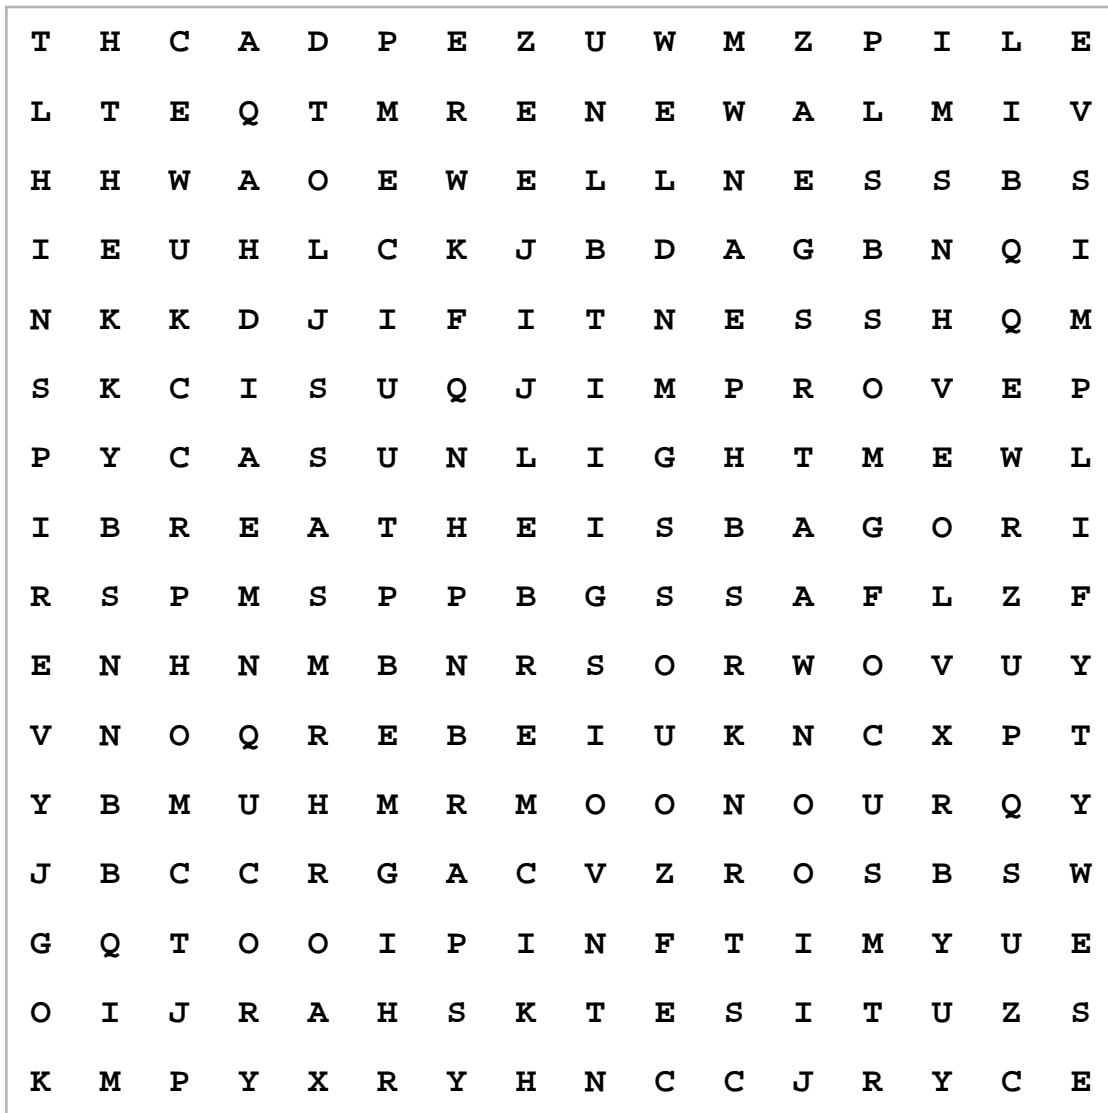 T H C A D P E Z U W M Z P I L E
L T E Q T M R E N E W A L M I V
H H W A O E W E L L N E S S B S
I E U H L C K J B D A G B N Q I
N K K D J I F I T N E S S H Q M
S K C I S U Q J I M P R O V E P
P Y C A S U N L I G H T M E W L
I B R E A T H E I S B A G O R I
R S P M S P P B G S S A F L Z F
E N H N M B N R S O R W O V U Y
V N O Q R E B E I U K N C X P T
Y B M U H M R M O O N O U R Q Y
J B C C R G A C V Z R O S B S W
G Q T O O I P I N F T I M Y U E
O I J R A H S K T E S I T U Z S
K M P Y X R Y H N C C J R Y C E